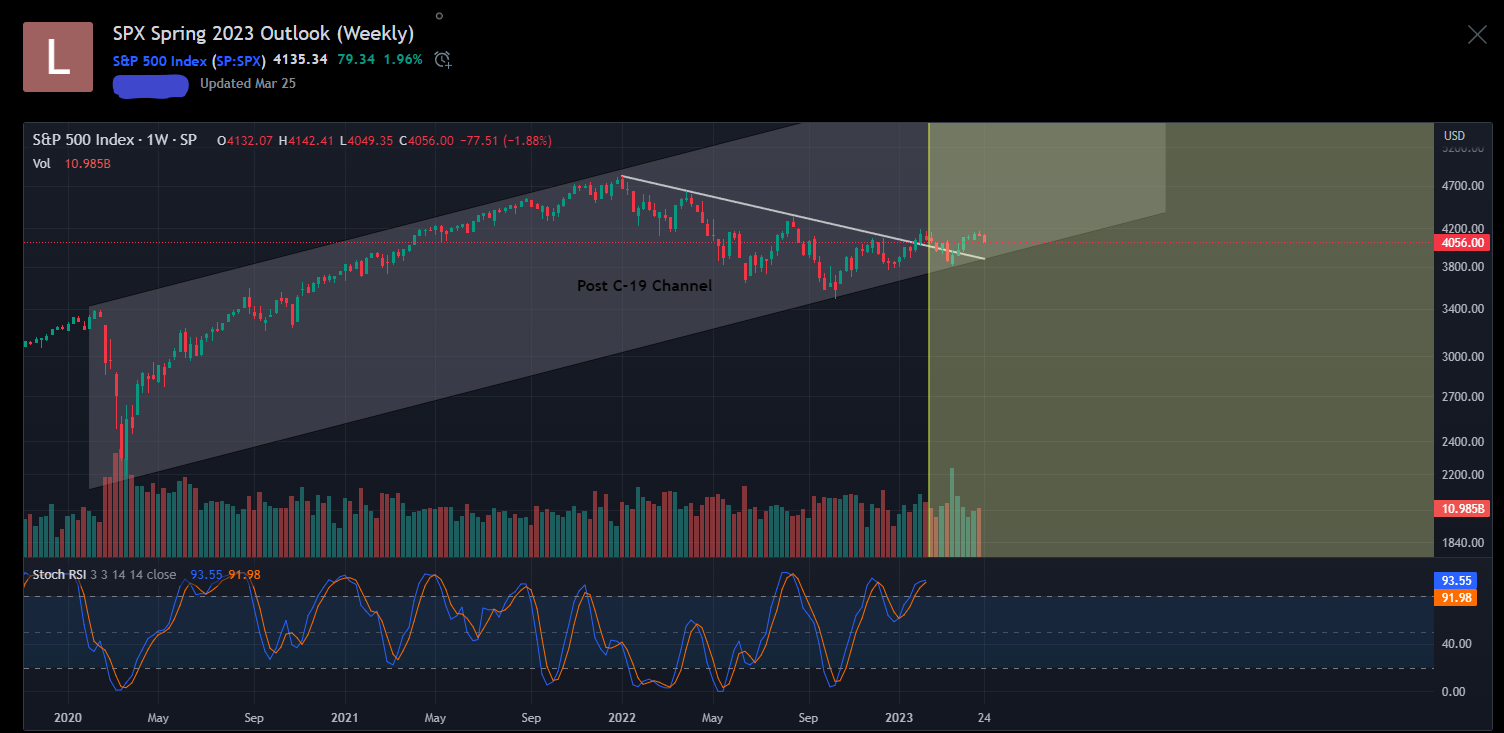 L
SPX Spring 2023 Outlook (Weekly)
S&P 500 Index (SP:SPX) 4135.34 79.34 1.96%
Updated Mar 25
S&P 500 Index · 1W · SP O4132.07 H4142.41 L4049.35 C4056.00 −77.51 (−1.88%)
Vol 10.985B
USD
5200.00
4700.00
4200.00
4056.00
3800.00
Post C-19 Channel
3400.00
3000.00
2700.00
2400.00
2200.00
10.985B
1840.00
Stoch RSI 3 3 14 14 close 93.55 91.98
93.55
91.98
40.00
0.00
2020 May Sep 2021 May Sep 2022 May Sep 2023 24